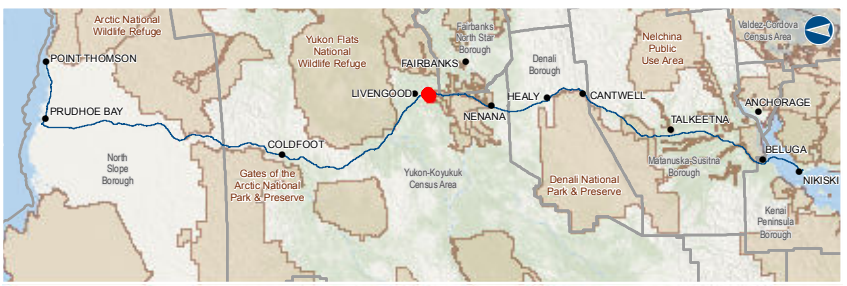 Arctic National
Wildlife Refuge
POINT THOMSON
PRUDHOE BAY
North
Slope
Borough
COLDFOOT
Gates of the
Arctic National
Park & Preserve
Yukon Flats
National
Wildlife Refuge
LIVENGOOD
FAIRBANKS
Fairbanks
North Star
Borough
Yukon-Koyukuk
Census Area
NENANA
HEALY
Denali
Borough
CANTWELL
Denali National
Park & Preserve
Nelchina
Public
Use Area
TALKEETNA
Matanuska-Susitna
Borough
Valdez-Cordova
Census Area
ANCHORAGE
BELUGA
NIKISKI
Kenai
Peninsula
Borough